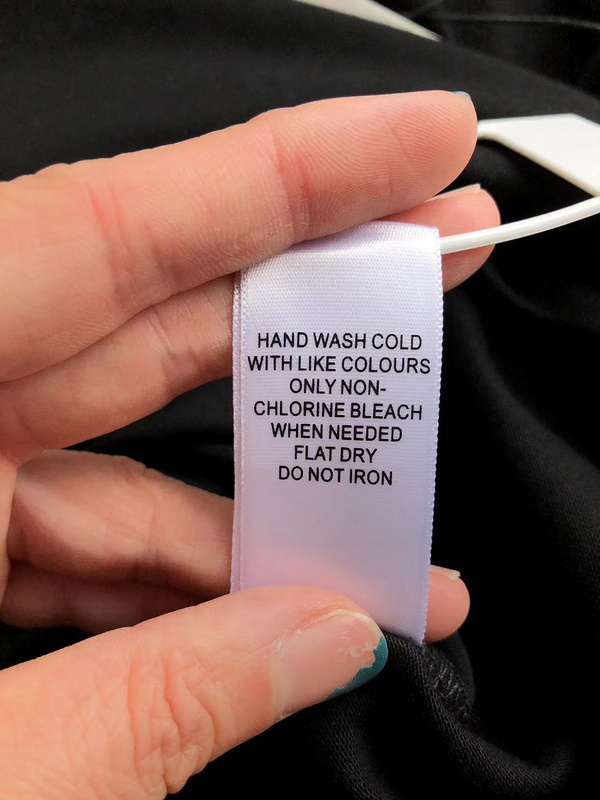 HAND WASH COLD
WITH LIKE COLOURS
ONLY NON-
CHLORINE BLEACH
WHEN NEEDED
FLAT DRY
DO NOT IRON